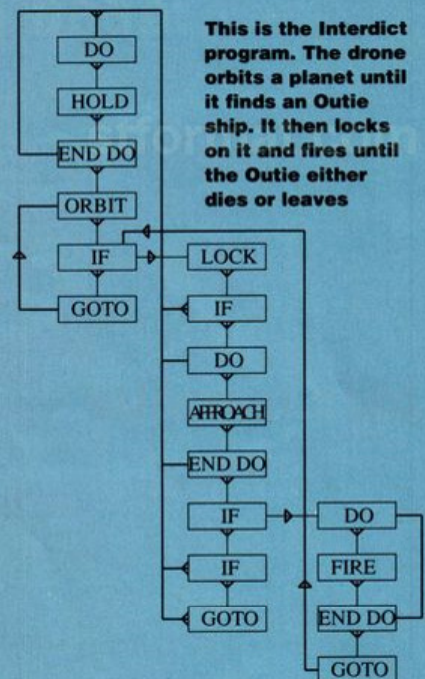 This is the Interdict
program. The drone
orbits a planet until
it finds an Outie
ship. It then locks
on it and fires until
the Outie either
dies or leaves
DO
HOLD
END DO
ORBIT
IF
GOTO
LOCK
IF
DO
APPROACH
END DO
IF
IF
GOTO
DO
FIRE
END DO
GOTO